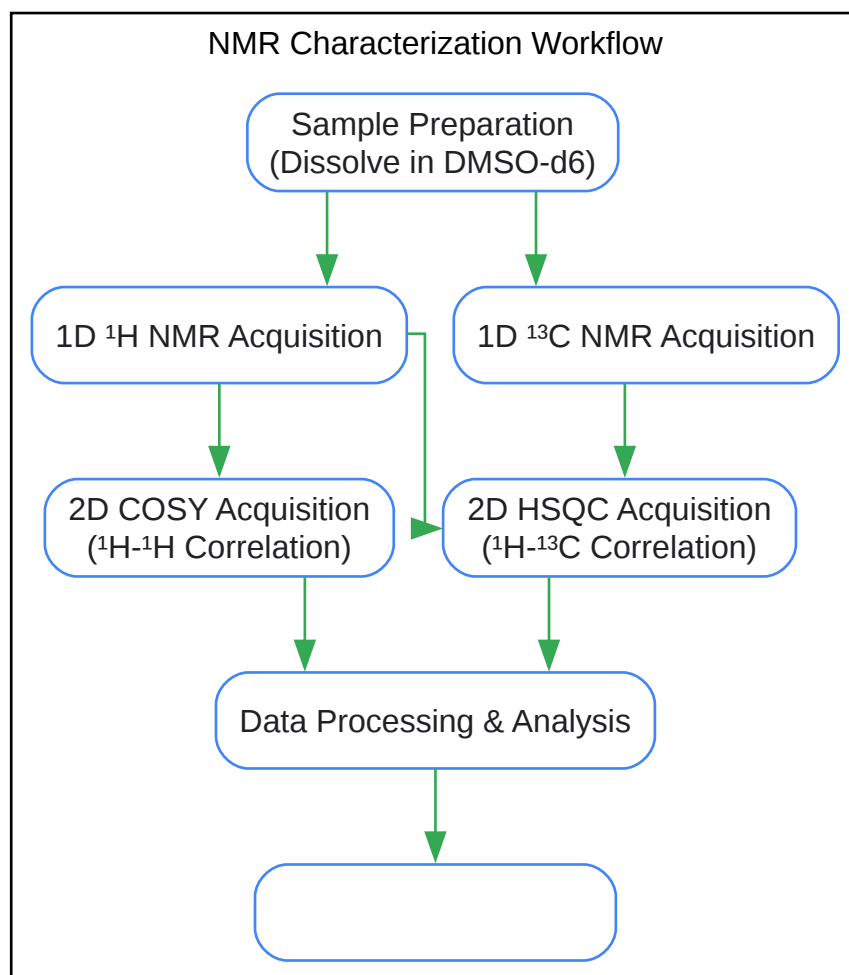 NMR Characterization Workflow
Sample Preparation
(Dissolve in DMSO-d6)
1D ¹H NMR Acquisition
1D ¹³C NMR Acquisition
2D COSY Acquisition
(¹H-¹H Correlation)
2D HSQC Acquisition
(¹H-¹³C Correlation)
Data Processing & Analysis